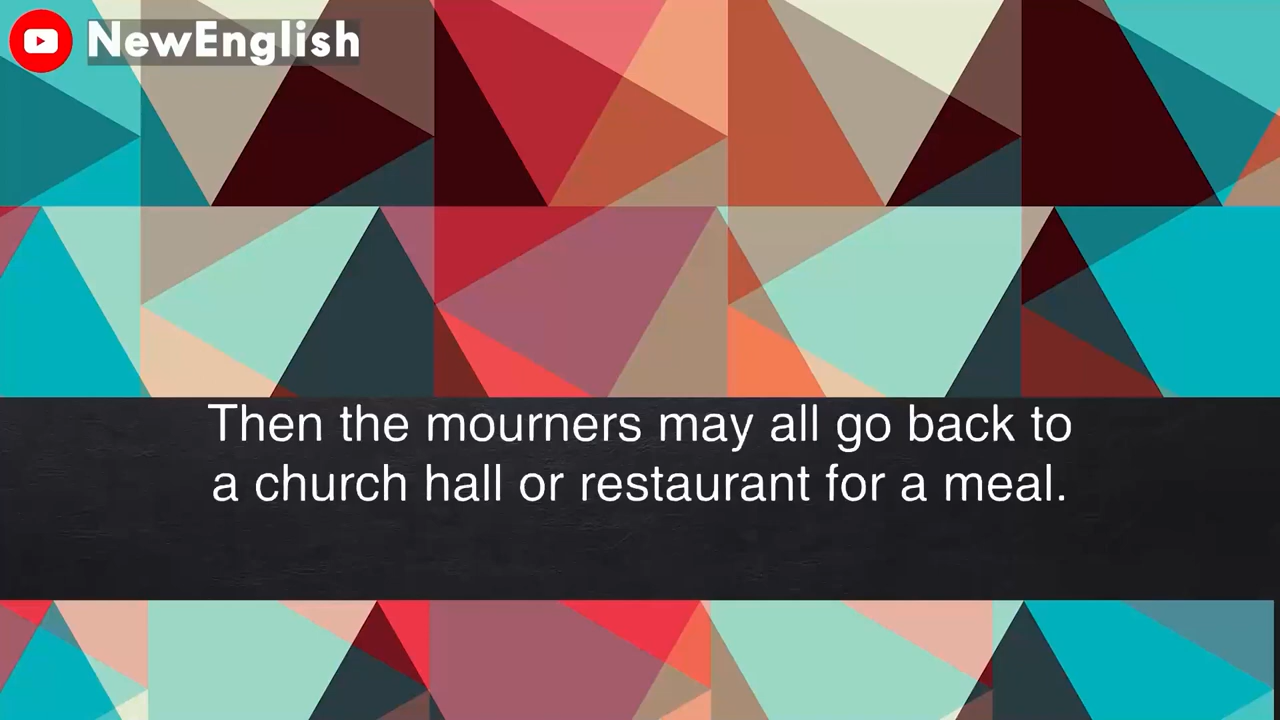 NewEnglish
Then the mourners may all go back to
a church hall or restaurant for a meal.